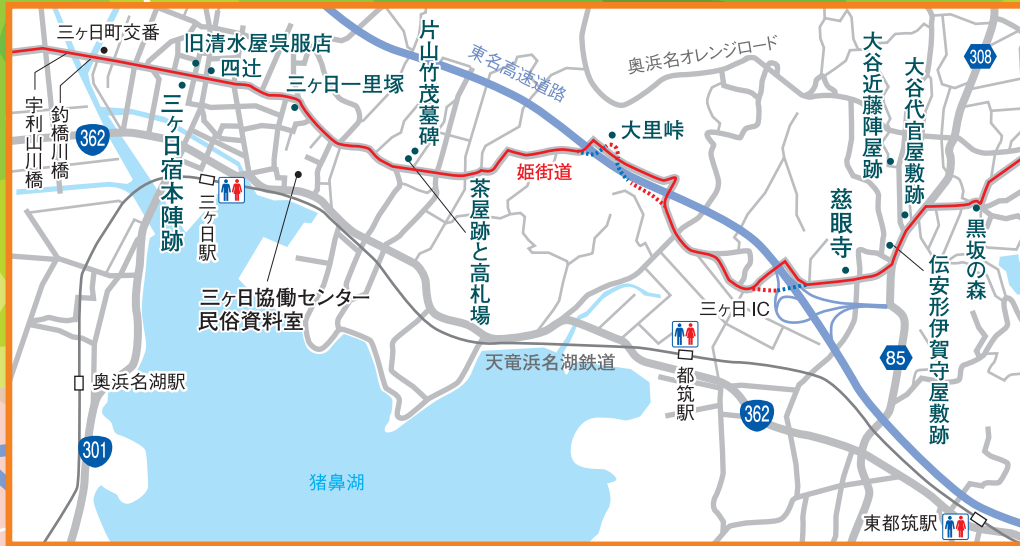 三ヶ日町交番
旧清水屋呉服店
四辻
三ヶ日一里塚
片山竹茂墓碑
東名高速道路
奥浜名オレンジロード
大谷近藤陣屋跡
大谷代官屋敷跡
308
宇利山川橋
釣橋川橋
362
三ヶ日宿本陣跡
三ヶ日駅
大里峠
姫街道
茶屋跡と高札場
慈眼寺
黒坂の森
伝安形伊賀守屋敷跡
三ヶ日協働センター
民俗資料室
三ヶ日IC
天竜浜名湖鉄道
都筑駅
85
362
奥浜名湖駅
301
猪鼻湖
東都筑駅